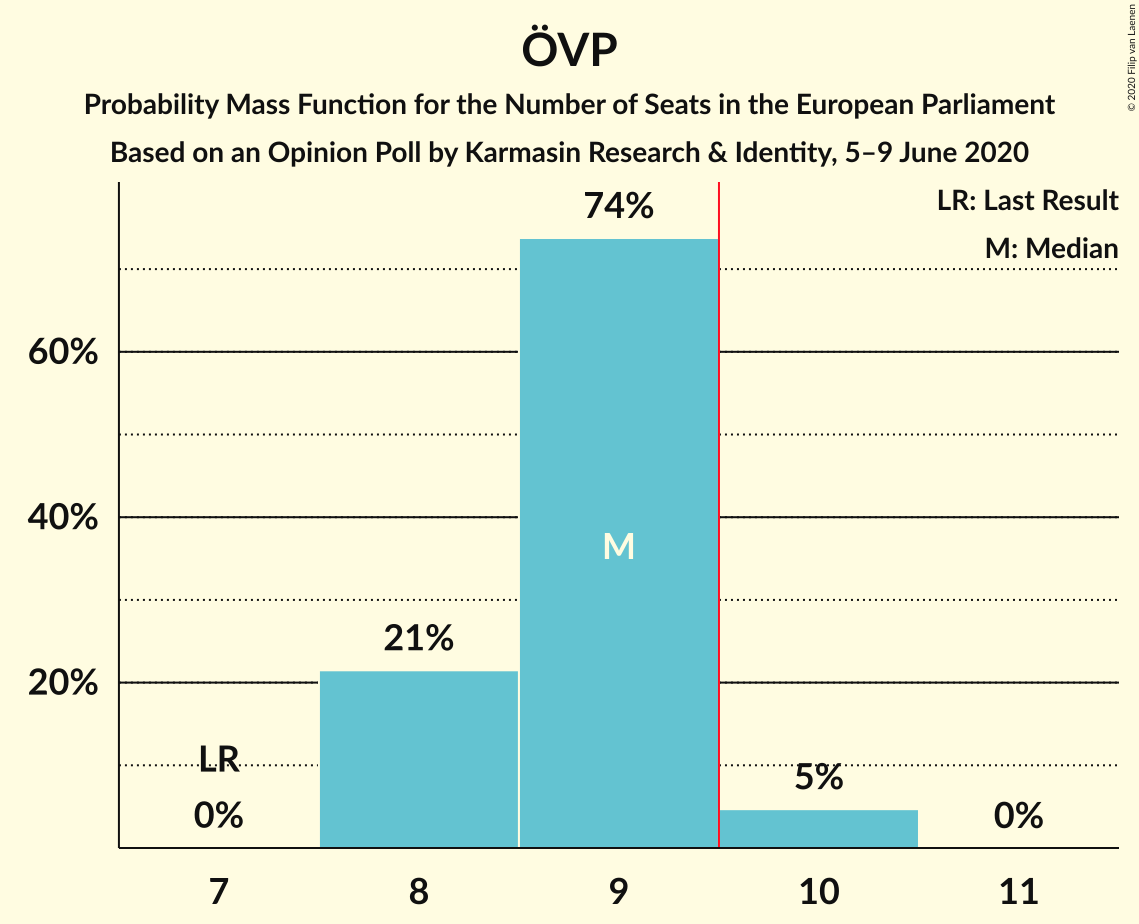 ÖVP
Probability Mass Function for the Number of Seats in the European Parliament
Based on an Opinion Poll by Karmasin Research & Identity, 5–9 June 2020
© 2020 Filip van Laenen
LR: Last Result
M: Median
74%
60%
40%
M
21%
20%
LR
5%
0%
0%
7 8 9 10 11